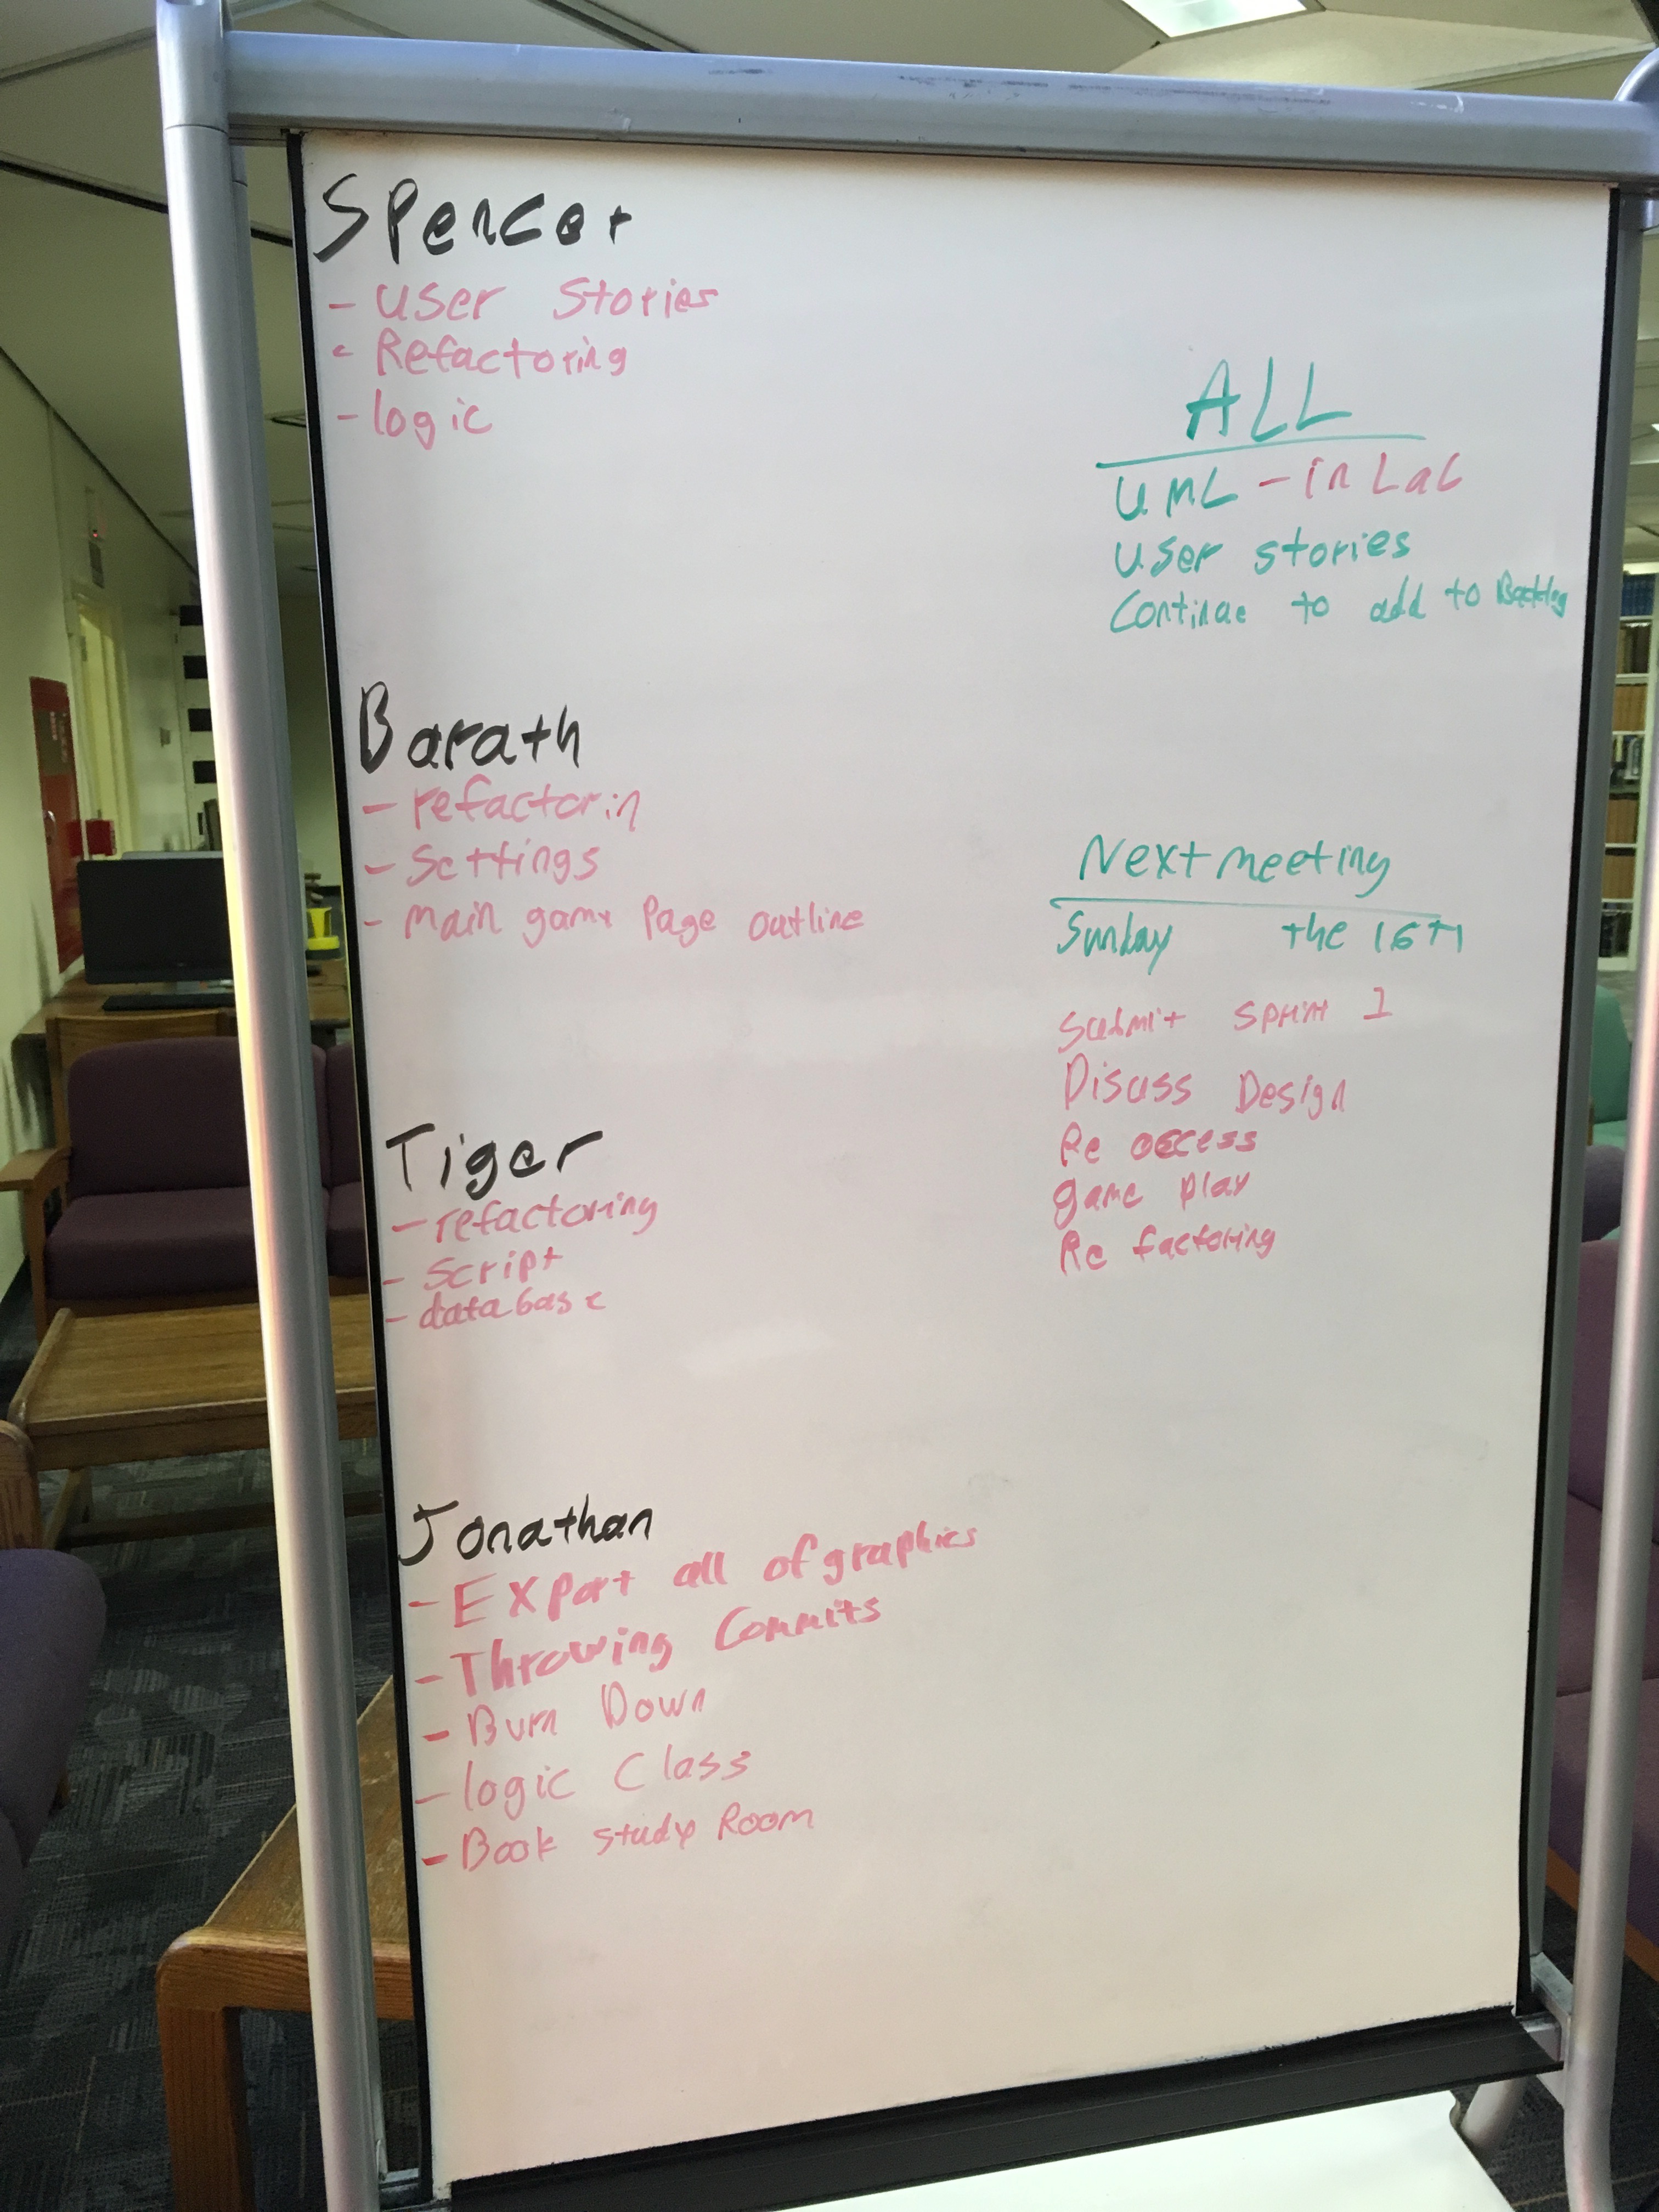 Spencer
- User Stories
- Refactoring
- logic
Barath
- refactorin
- Settings
- Main game Page outline
Tiger
- refactoring
- Script
- database
Jonathan
- Export all of graphics
- Throwing Commits
- Burn Down
- logic Class
- Book Study Room
ALL
UML - in Lab
User stories
Continue to add to Backlog
Next meeting
Sunday the 16th
Submit Sprint 1
Discuss Design
Re access
game play
Re factoring